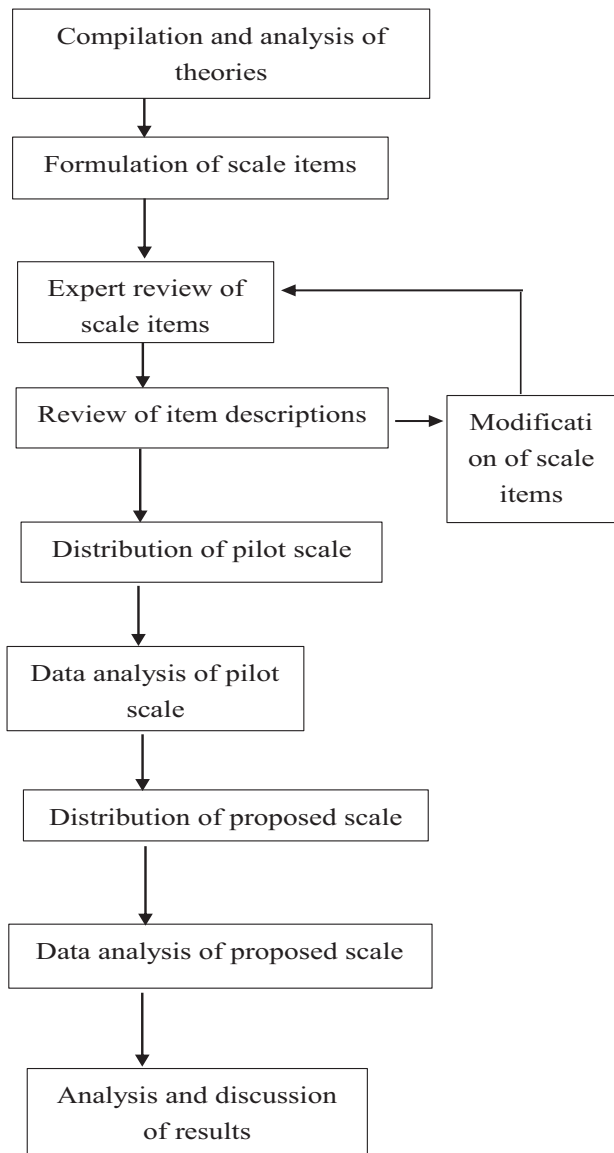 Compilation and analysis of
theories
Formulation of scale items
Expert review of
scale items
Review of item descriptions
Modificati
on of scale
items
Distribution of pilot scale
Data analysis of pilot
scale
Distribution of proposed scale
Data analysis of proposed scale
Analysis and discussion
of results